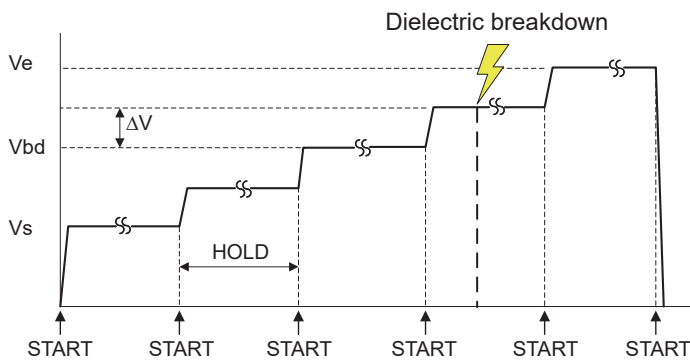 Dielectric breakdown
Ve
ΔV
Vbd
Vs
HOLD
START START START START START START